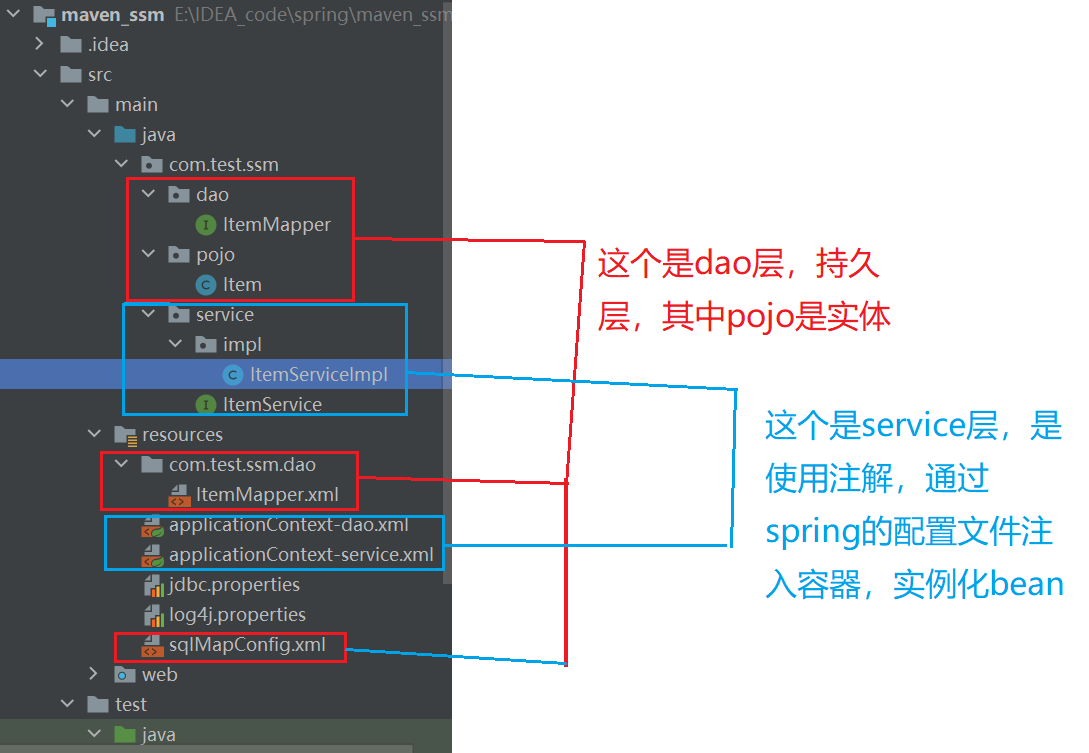 maven_ssm E:\IDEA_code\spring\maven_ssm
.idea
src
main
java
com.test.ssm
dao
I ItemMapper
pojo
C Item
service
impl
C ItemServiceImpl
I ItemService
resources
com.test.ssm.dao
ItemMapper.xml
applicationContext-dao.xml
applicationContext-service.xml
jdbc.properties
log4j.properties
sqlMapConfig.xml
web
test
java
这个是dao层，持久
层，其中pojo是实体
这个是service层，是
使用注解，通过
spring的配置文件注
入容器，实例化bean